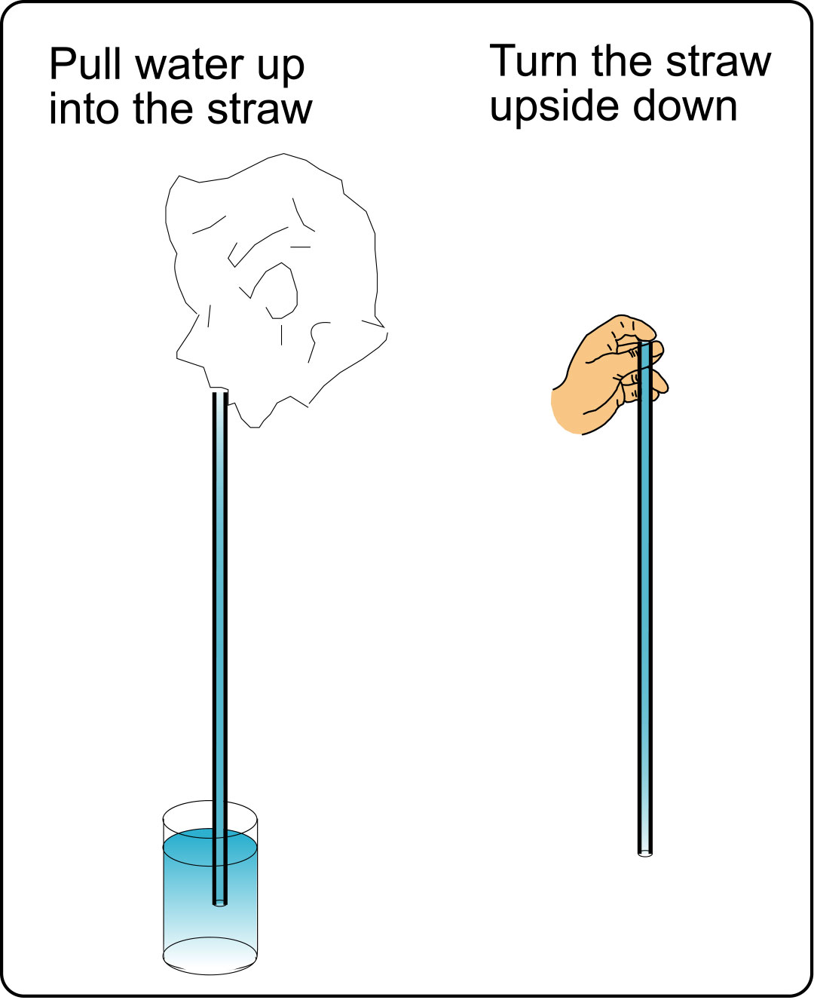 Pull water up
into the straw
Turn the straw
upside down